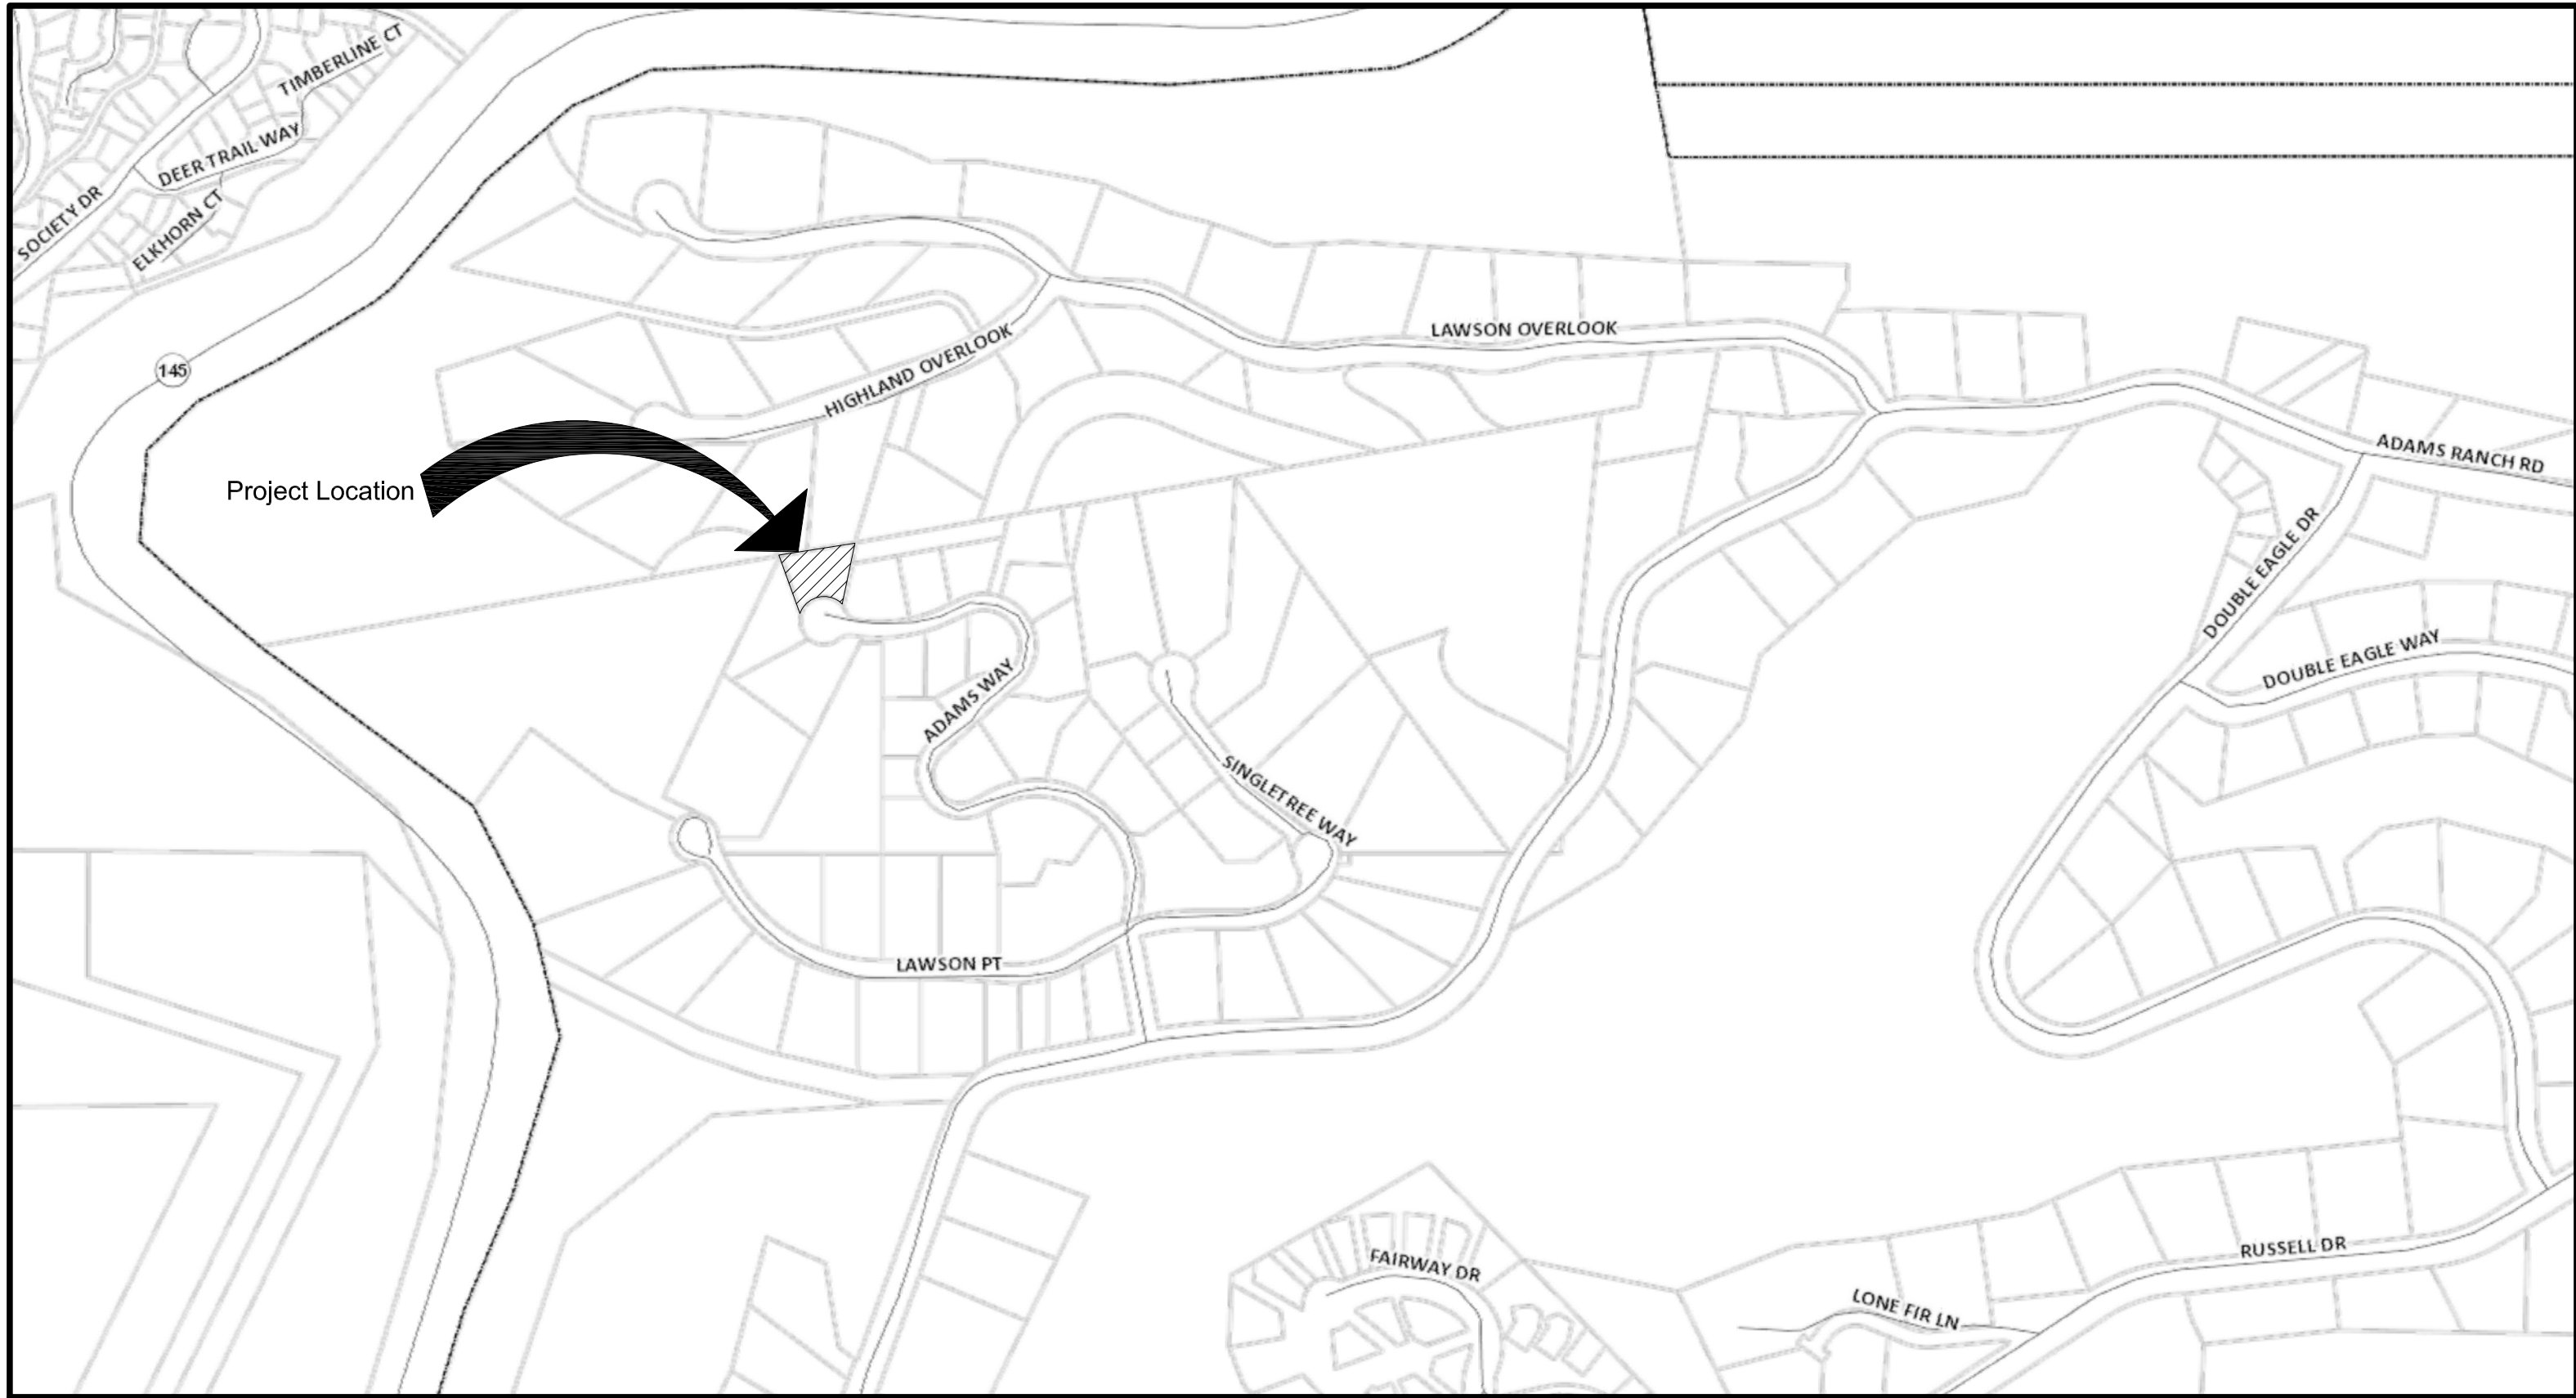 TIMBERLINE CT
DEER TRAIL WAY
SOCIETY DR
ELKHORN CT
LAWSON OVERLOOK
145
HIGHLAND OVERLOOK
ADAMS RANCH RD
Project Location
DOUBLE EAGLE DR
DOUBLE EAGLE WAY
ADAMS WAY
SINGLETREE WAY
LAWSON PT
RUSSELL DR
FAIRWAY DR
LONE FIR LN